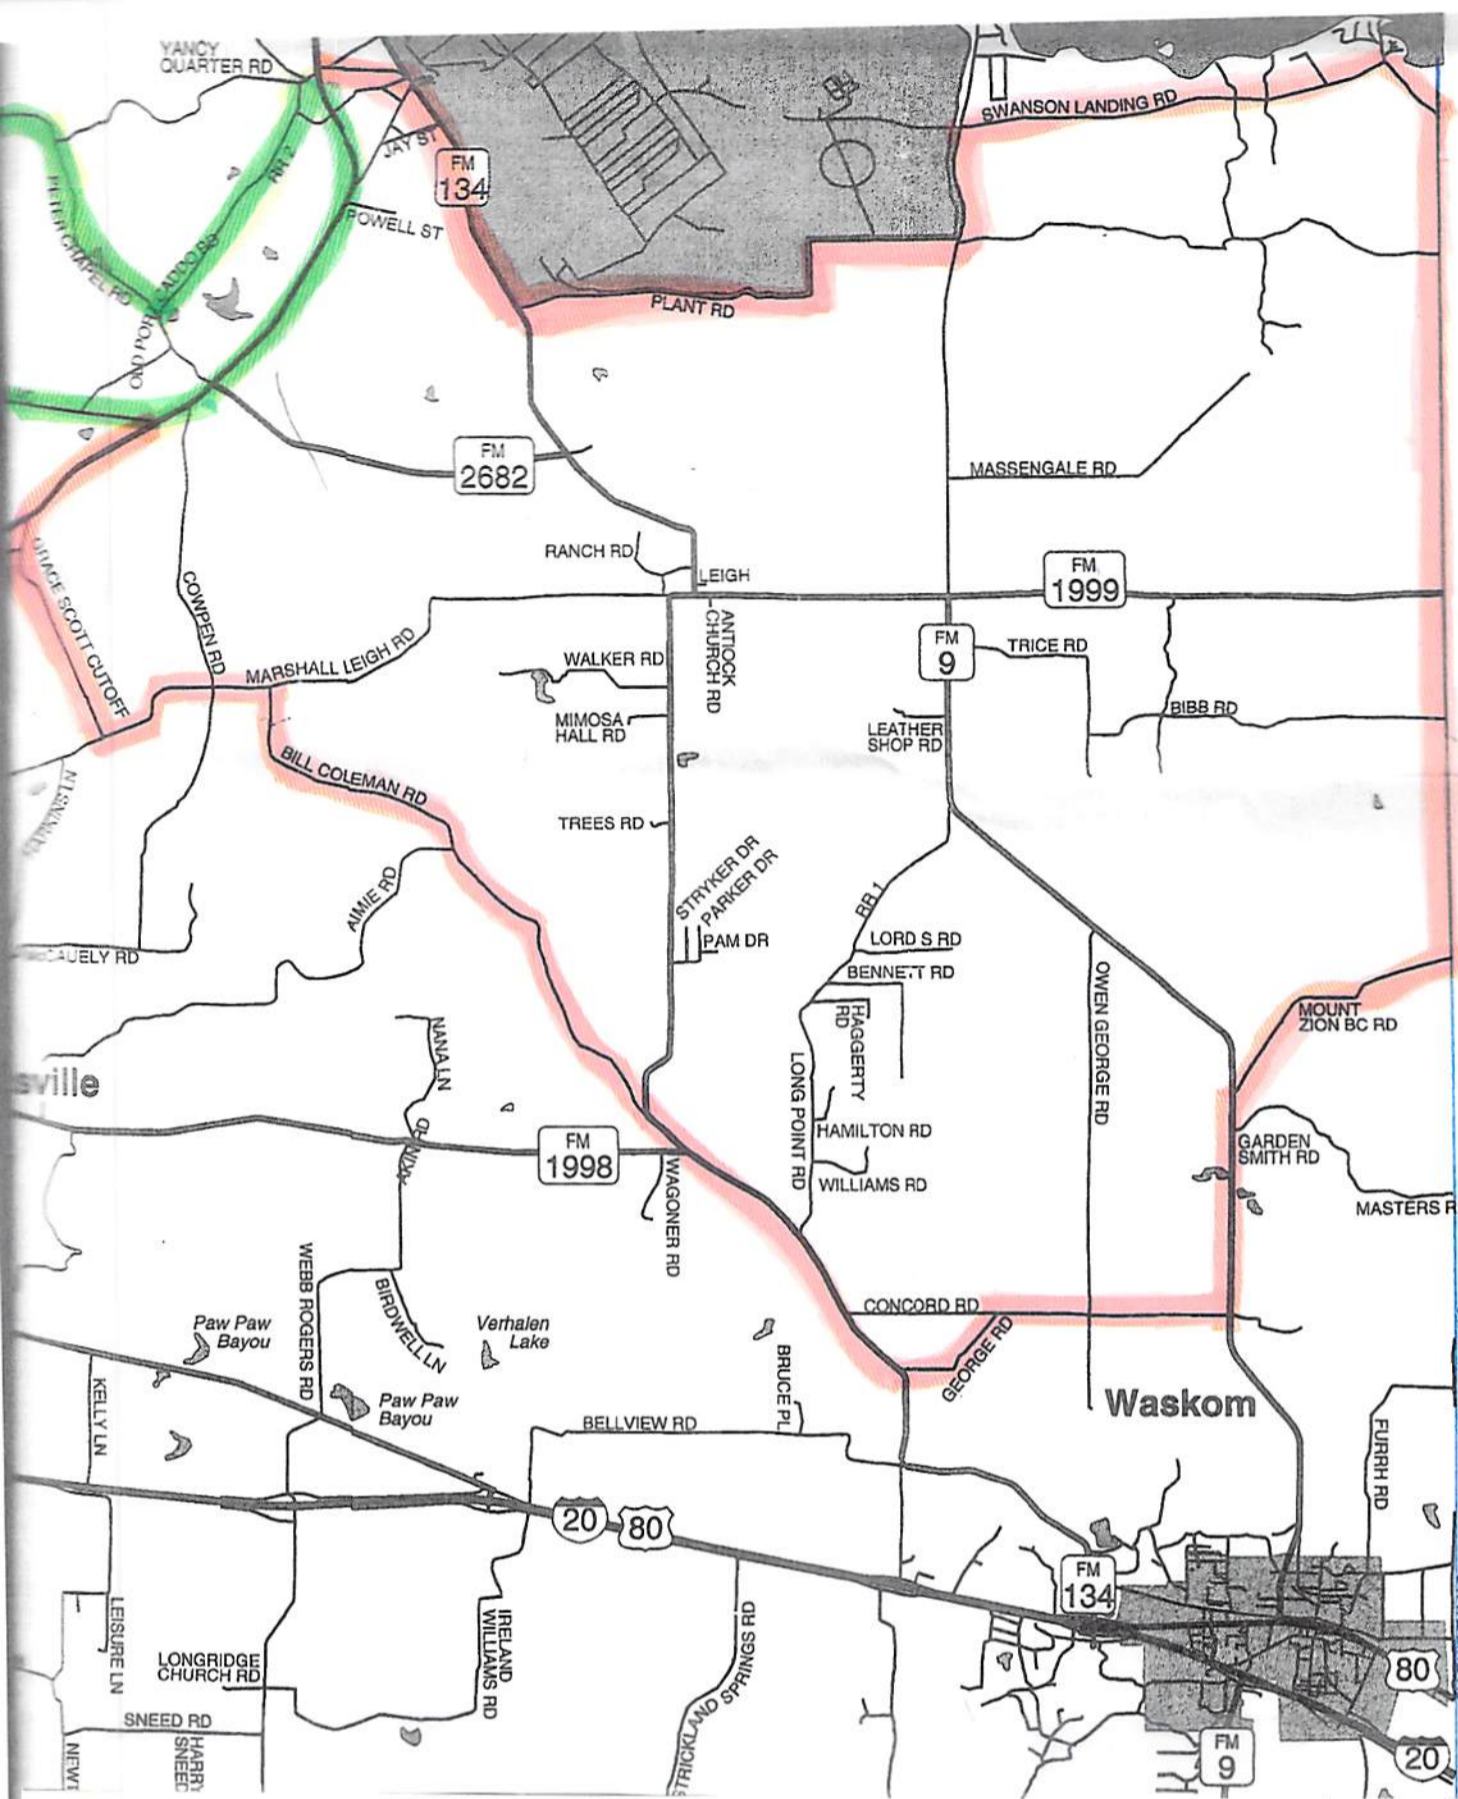 YANCY
QUARTER RD
SWANSON LANDING RD
JAY ST
FM
134
RR 2
POWELL ST
PETER CHAPEL RD
PLANT RD
FM
2682
MASSENGALE RD
RANCH RD
LEIGH
FM
1999
GRACE SCOTT CUTOFF
COWPEN RD
ANTIOCK
CHURCH RD
FM
9
TRICE RD
MARSHALL LEIGH RD
WALKER RD
MIMOSA
HALL RD
LEATHER
SHOP RD
BIBB RD
BILL COLEMAN RD
TREES RD
STRYKER DR
PARKER DR
PAM DR
AIMIE RD
RR 1
LORD S RD
BENNETT RD
CAUELY RD
HAGGERTY
RD
OWEN GEORGE RD
MOUNT
ZION BC RD
NANA LN
sville
LONG POINT RD
HAMILTON RD
WILLIAMS RD
GARDEN
SMITH RD
MASTERS R
FM
1998
WAGONER RD
WEBB ROGERS RD
BIRDWELL LN
CONCORD RD
GEORGE RD
Paw Paw
Bayou
Verhalen
Lake
BRUCE PL
Paw Paw
Bayou
KELLY LN
BELLVIEW RD
Waskom
FURRH RD
20
80
FM
134
LEISURE LN
IRELAND
WILLIAMS RD
STRICKLAND SPRINGS RD
LONGRIDGE
CHURCH RD
80
SNEED RD
HARRY
SNEED
NEWT
FM
9
20